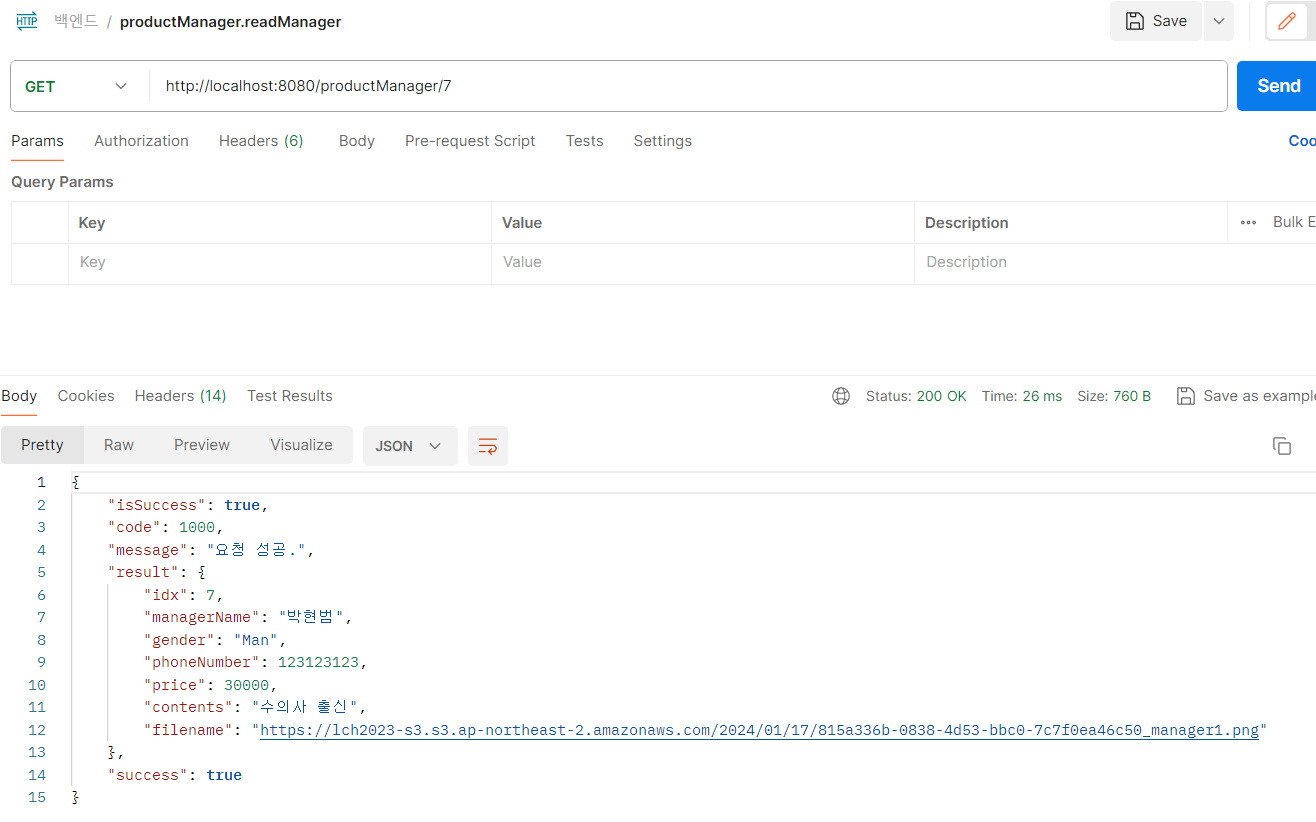 HTTP 백엔드 / productManager.readManager Save
GET http://localhost:8080/productManager/7 Send
Params Authorization Headers (6) Body Pre-request Script Tests Settings Coo
Query Params
Key Value Description Bulk E
Key Value Description
Body Cookies Headers (14) Test Results Status: 200 OK Time: 26 ms Size: 760 B Save as example
Pretty Raw Preview Visualize JSON
1 {
2 "isSuccess": true,
3 "code": 1000,
4 "message": "요청 성공.",
5 "result": {
6 "idx": 7,
7 "managerName": "박현범",
8 "gender": "Man",
9 "phoneNumber": 123123123,
10 "price": 30000,
11 "contents": "수의사 출신",
12 "filename": "https://lch2023-s3.s3.ap-northeast-2.amazonaws.com/2024/01/17/815a336b-0838-4d53-bbc0-7c7f0ea46c50_manager1.png"
13 },
14 "success": true
15 }